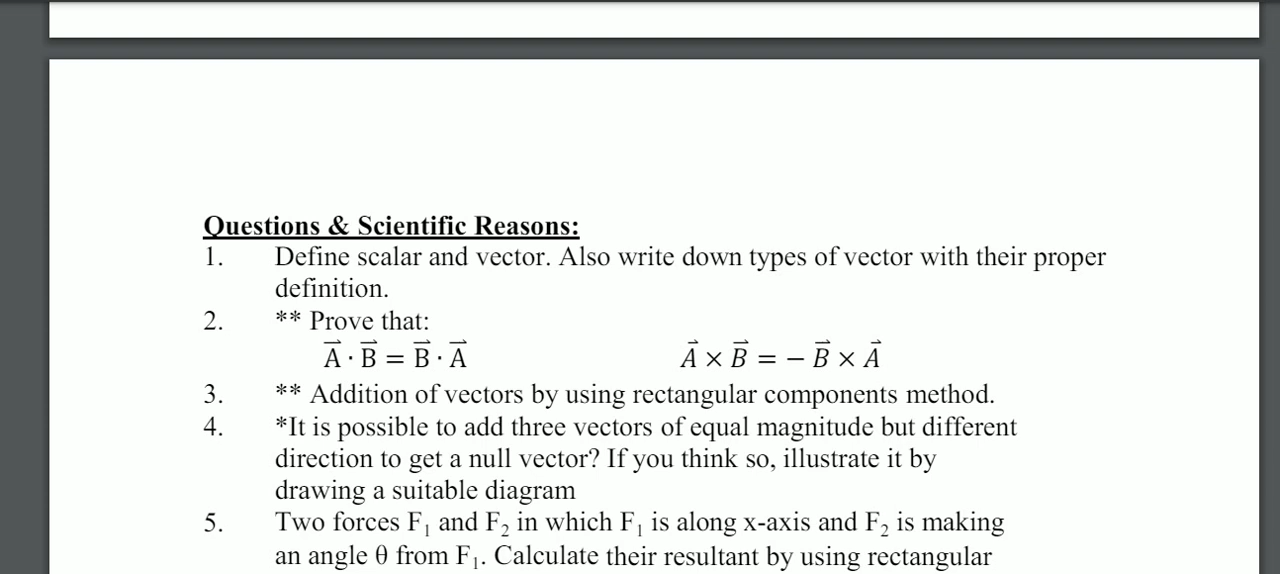 Questions & Scientific Reasons:
1. Define scalar and vector. Also write down types of vector with their proper
definition.
2. ** Prove that:
A⃗ · B⃗ = B⃗ · A⃗ A⃗ × B⃗ = − B⃗ × A⃗
3. ** Addition of vectors by using rectangular components method.
4. *It is possible to add three vectors of equal magnitude but different
direction to get a null vector? If you think so, illustrate it by
drawing a suitable diagram
5. Two forces F₁ and F₂ in which F₁ is along x-axis and F₂ is making
an angle θ from F₁. Calculate their resultant by using rectangular